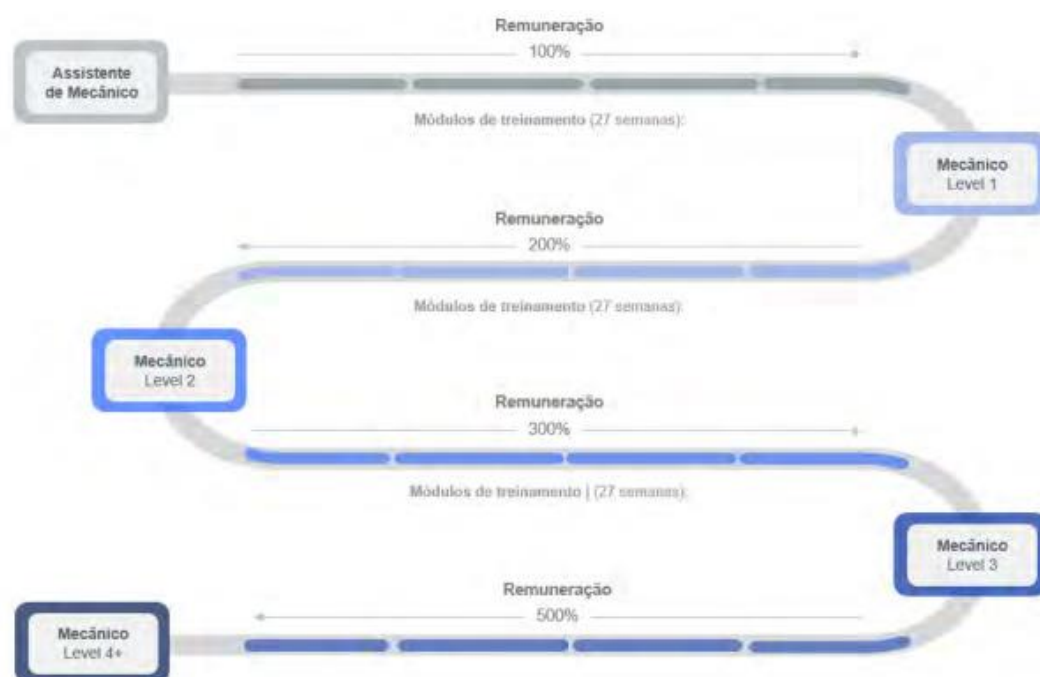 Remuneração
100%
Assistente
de Mecânico
Módulos de treinamento (27 semanas):
Mecânico
Level 1
Remuneração
200%
Módulos de treinamento (27 semanas):
Mecânico
Level 2
Remuneração
300%
Módulos de treinamento | (27 semanas):
Mecânico
Level 3
Remuneração
500%
Mecânico
Level 4+